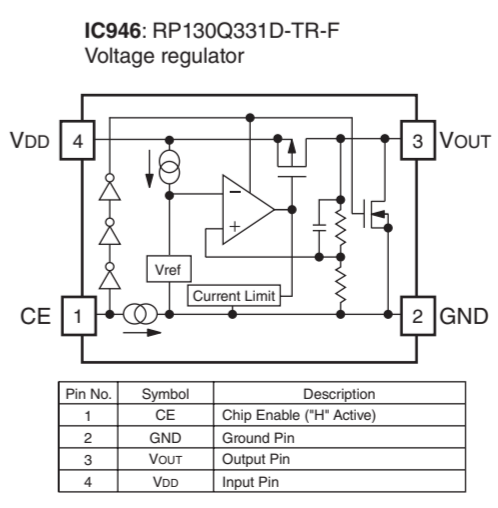 IC946: RP130Q331D-TR-F
Voltage regulator
VDD 4
3 VOUT
Vref
Current Limit
CE 1
2 GND
Pin No. Symbol Description
1 CE Chip Enable ("H" Active)
2 GND Ground Pin
3 VOUT Output Pin
4 VDD Input Pin